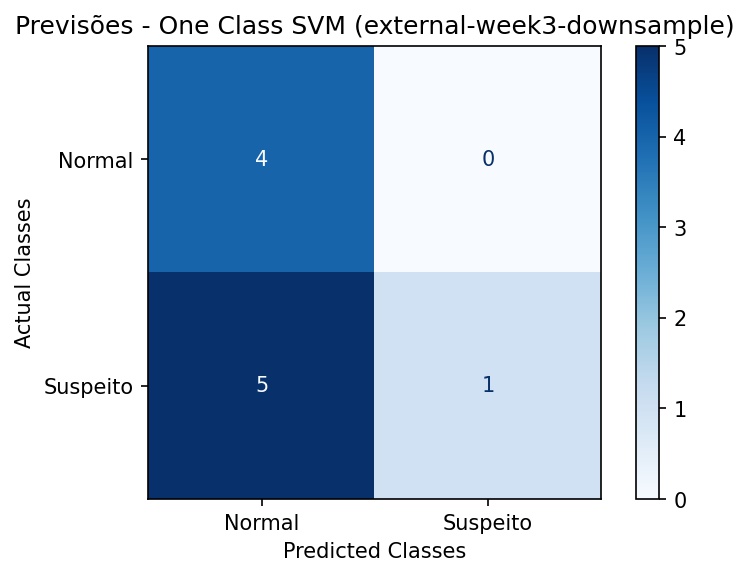 Previsões - One Class SVM (external-week3-downsample)
Actual Classes
Normal
4
0
Suspeito
5
1
Normal
Suspeito
Predicted Classes
5
4
3
2
1
0